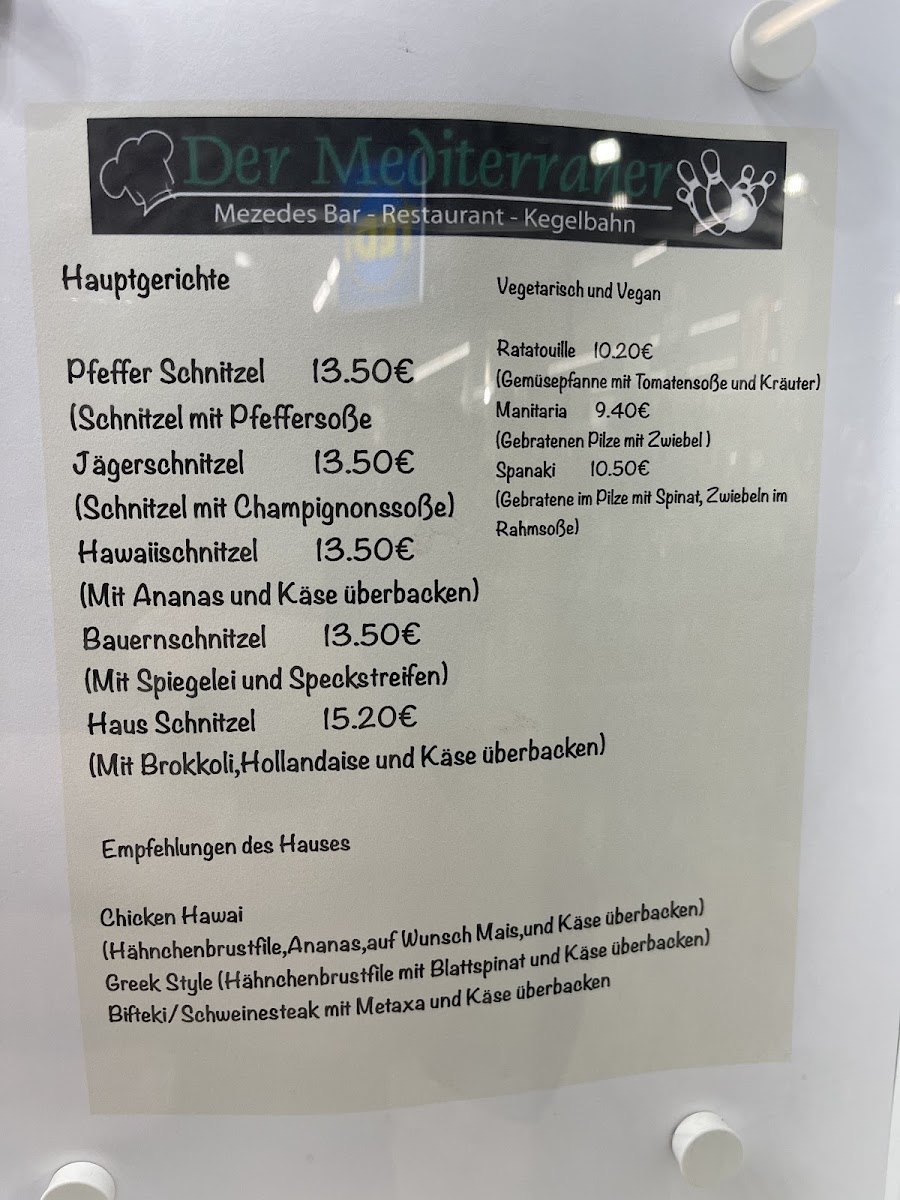 Der Mediterraner
Mezedes Bar - Restaurant - Kegelbahn
Hauptgerichte
Pfeffer Schnitzel 13.50€
(Schnitzel mit Pfeffersoße
Jägerschnitzel 13.50€
(Schnitzel mit Champignonssoße)
Hawaiischnitzel 13.50€
(Mit Ananas und Käse überbacken)
Bauernschnitzel 13.50€
(Mit Spiegelei und Speckstreifen)
Haus Schnitzel 15.20€
(Mit Brokkoli,Hollandaise und Käse überbacken)
Vegetarisch und Vegan
Ratatouille 10.20€
(Gemüsepfanne mit Tomatensoße und Kräuter)
Manitaria 9.40€
(Gebratenen Pilze mit Zwiebel )
Spanaki 10.50€
(Gebratene im Pilze mit Spinat, Zwiebeln im
Rahmsoße)
Empfehlungen des Hauses
Chicken Hawai
(Hähnchenbrustfile,Ananas,auf Wunsch Mais,und Käse überbacken)
Greek Style (Hähnchenbrustfile mit Blattspinat und Käse überbacken)
Bifteki/Schweinesteak mit Metaxa und Käse überbacken